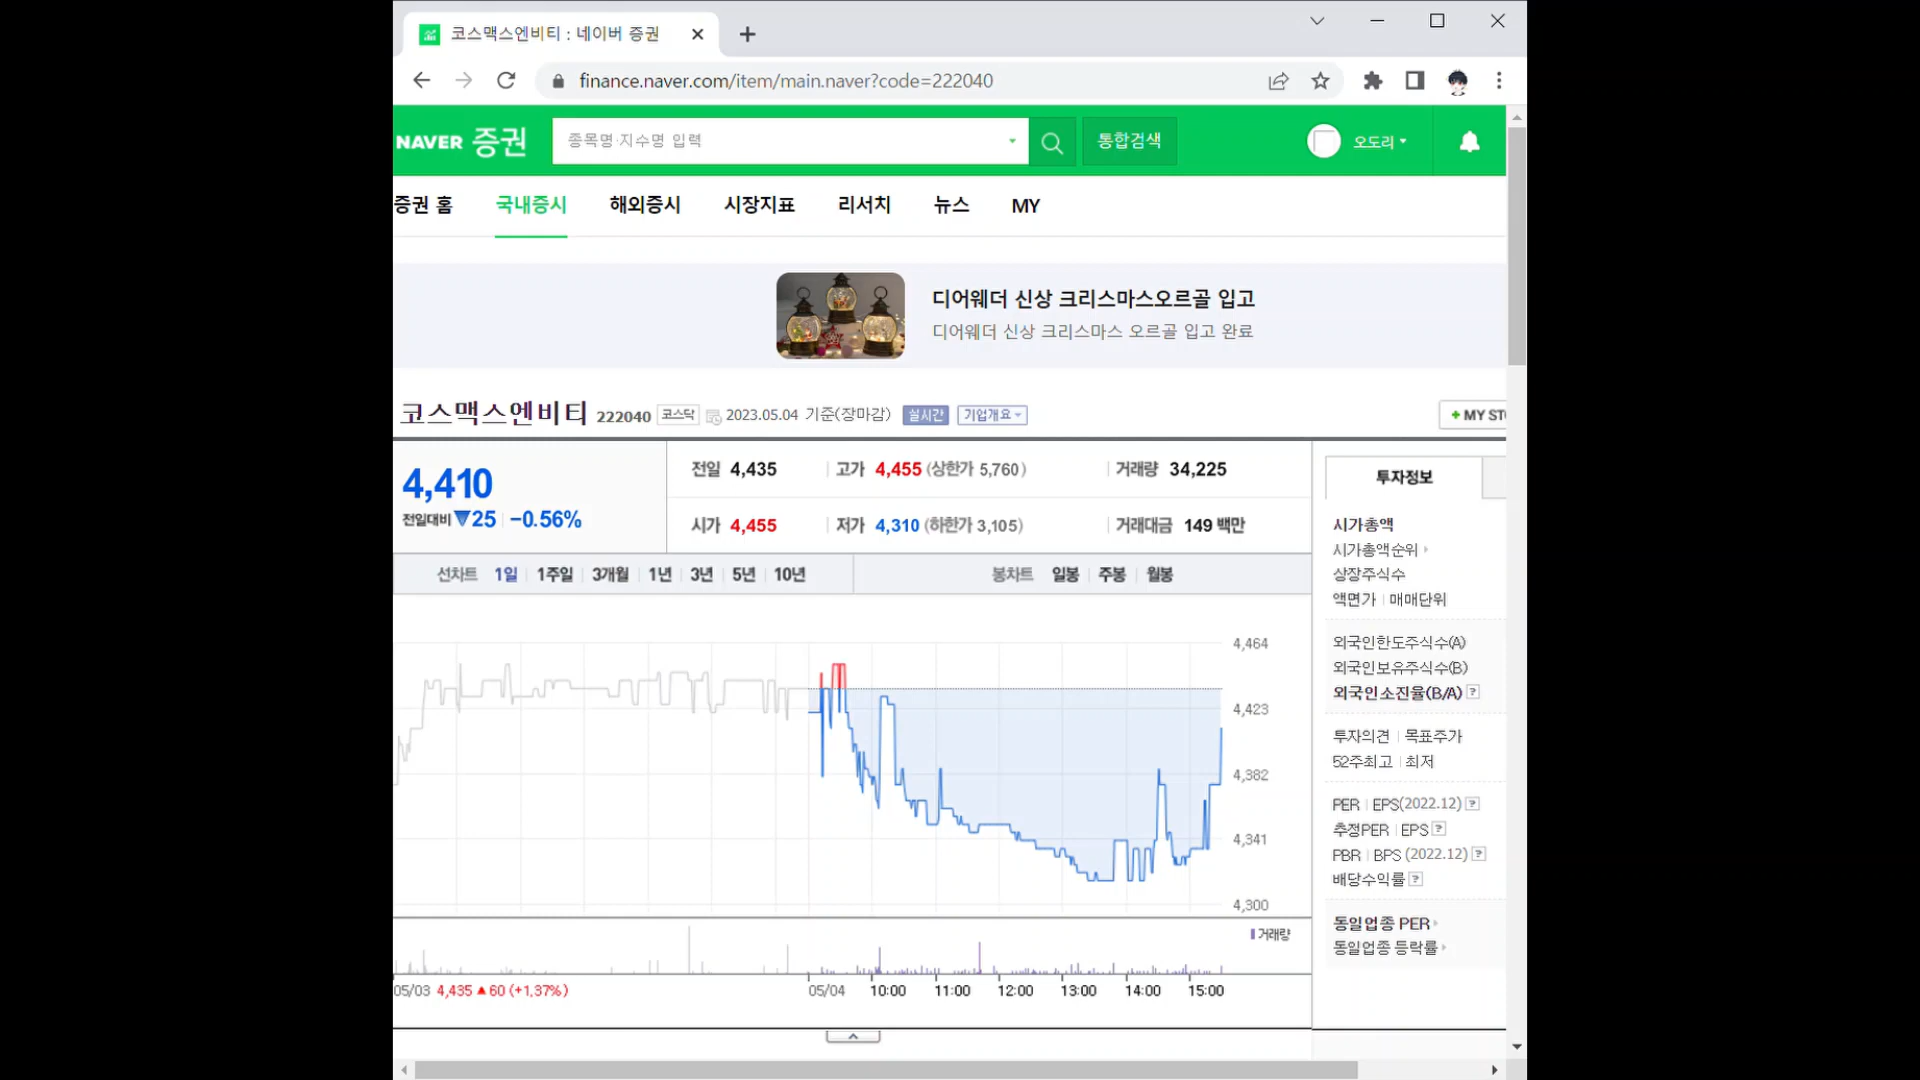 코스맥스엔비티 : 네이버 증권
finance.naver.com/item/main.naver?code=222040
NAVER 증권
종목명·지수명 입력
통합검색
오도리
증권 홈 국내증시 해외증시 시장지표 리서치 뉴스 MY
디어웨더 신상 크리스마스오르골 입고
디어웨더 신상 크리스마스 오르골 입고 완료
코스맥스엔비티 222040 코스닥 2023.05.04 기준(장마감) 실시간 기업개요
+ MY STO
4,410
전일대비 ▼25 | -0.56%
전일 4,435 | 고가 4,455 (상한가 5,760) | 거래량 34,225
시가 4,455 | 저가 4,310 (하한가 3,105) | 거래대금 149 백만
선차트 1일 1주일 3개월 1년 3년 5년 10년
봉차트 일봉 주봉 월봉
4,464
4,423
4,382
4,341
4,300
거래량
05/03 4,435 ▲60 (+1,37%)
05/04 10:00 11:00 12:00 13:00 14:00 15:00
투자정보
시가총액
시가총액순위
상장주식수
액면가 | 매매단위
외국인한도주식수(A)
외국인보유주식수(B)
외국인소진율(B/A) ?
투자의견 | 목표주가
52주최고 | 최저
PER | EPS(2022.12) ?
추정PER | EPS ?
PBR | BPS (2022.12) ?
배당수익률 ?
동일업종 PER
동일업종 등락률